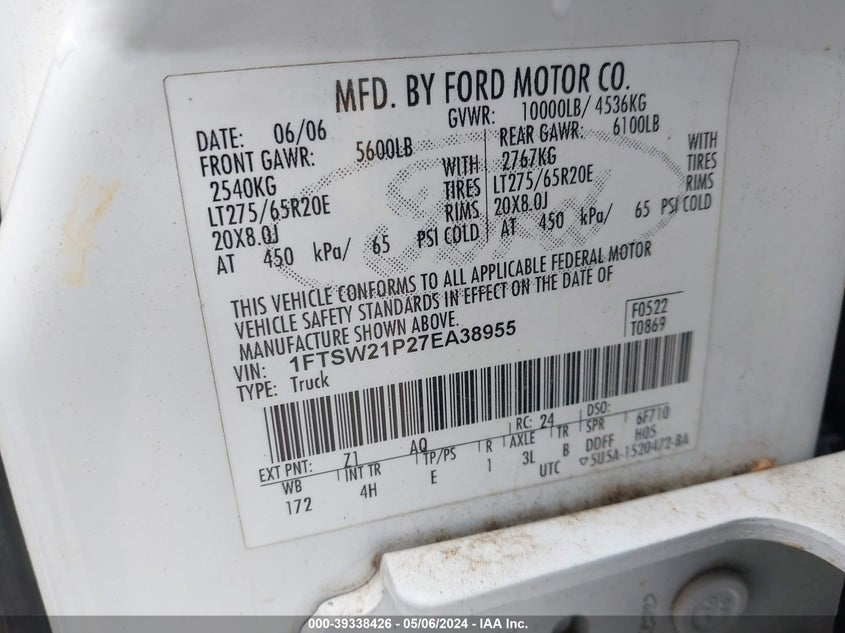 MFD. BY FORD MOTOR CO.
DATE: 06/06 GVWR: 10000LB/ 4536KG
FRONT GAWR: 5600LB REAR GAWR: 6100LB
2540KG WITH 2767KG WITH
LT275/65R20E TIRES LT275/65R20E TIRES
20X8.0J RIMS 20X8.0J RIMS
AT 450 kPa/ 65 PSI COLD AT 450 kPa/ 65 PSI COLD
THIS VEHICLE CONFORMS TO ALL APPLICABLE FEDERAL MOTOR
VEHICLE SAFETY STANDARDS IN EFFECT ON THE DATE OF
MANUFACTURE SHOWN ABOVE.
VIN: 1FTSW21P27EA38955
TYPE: Truck
F0522
T0869
EXT PNT: Z1 AQ RC: 24 DSO:
WB INT TR TP/PS R AXLE TR SPR 6F710
172 4H E 1 3L B DDFF H05
UTC ▽5U5A-1520472-BA
000-39338426 - 05/06/2024 - IAA Inc.